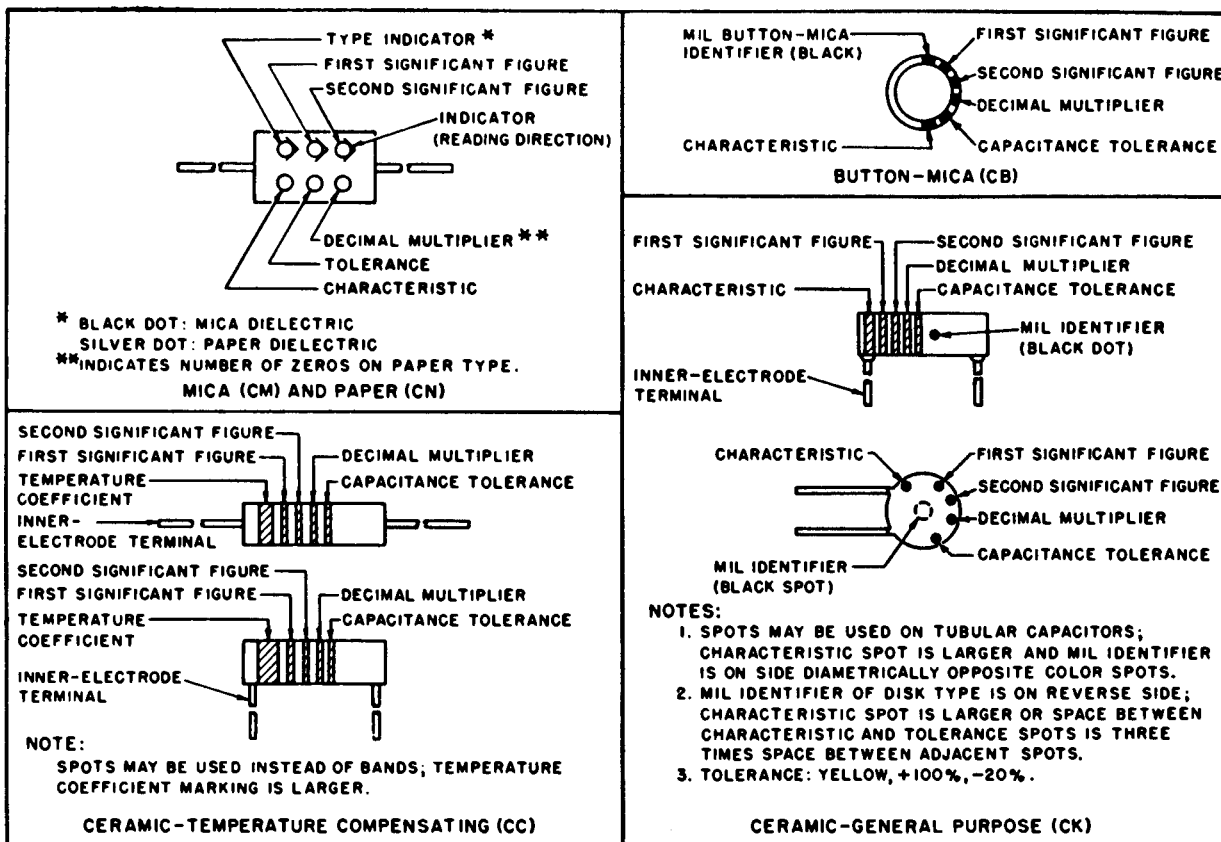 TYPE INDICATOR *
FIRST SIGNIFICANT FIGURE
SECOND SIGNIFICANT FIGURE
INDICATOR
(READING DIRECTION)
DECIMAL MULTIPLIER **
TOLERANCE
CHARACTERISTIC
* BLACK DOT: MICA DIELECTRIC
SILVER DOT: PAPER DIELECTRIC
**INDICATES NUMBER OF ZEROS ON PAPER TYPE.
MICA (CM) AND PAPER (CN)
MIL BUTTON-MICA
IDENTIFIER (BLACK)
FIRST SIGNIFICANT FIGURE
SECOND SIGNIFICANT FIGURE
DECIMAL MULTIPLIER
CHARACTERISTIC
CAPACITANCE TOLERANCE
BUTTON-MICA (CB)
SECOND SIGNIFICANT FIGURE
FIRST SIGNIFICANT FIGURE
DECIMAL MULTIPLIER
TEMPERATURE
COEFFICIENT
CAPACITANCE TOLERANCE
INNER-
ELECTRODE TERMINAL
SECOND SIGNIFICANT FIGURE
FIRST SIGNIFICANT FIGURE
DECIMAL MULTIPLIER
TEMPERATURE
COEFFICIENT
CAPACITANCE TOLERANCE
INNER-ELECTRODE
TERMINAL
NOTE:
SPOTS MAY BE USED INSTEAD OF BANDS; TEMPERATURE
COEFFICIENT MARKING IS LARGER.
CERAMIC-TEMPERATURE COMPENSATING (CC)
FIRST SIGNIFICANT FIGURE
SECOND SIGNIFICANT FIGURE
DECIMAL MULTIPLIER
CHARACTERISTIC
CAPACITANCE TOLERANCE
MIL IDENTIFIER
(BLACK DOT)
INNER-ELECTRODE
TERMINAL
CHARACTERISTIC
FIRST SIGNIFICANT FIGURE
SECOND SIGNIFICANT FIGURE
DECIMAL MULTIPLIER
CAPACITANCE TOLERANCE
MIL IDENTIFIER
(BLACK SPOT)
NOTES:
1. SPOTS MAY BE USED ON TUBULAR CAPACITORS;
CHARACTERISTIC SPOT IS LARGER AND MIL IDENTIFIER
IS ON SIDE DIAMETRICALLY OPPOSITE COLOR SPOTS.
2. MIL IDENTIFIER OF DISK TYPE IS ON REVERSE SIDE;
CHARACTERISTIC SPOT IS LARGER OR SPACE BETWEEN
CHARACTERISTIC AND TOLERANCE SPOTS IS THREE
TIMES SPACE BETWEEN ADJACENT SPOTS.
3. TOLERANCE: YELLOW, +100%, -20%.
CERAMIC-GENERAL PURPOSE (CK)